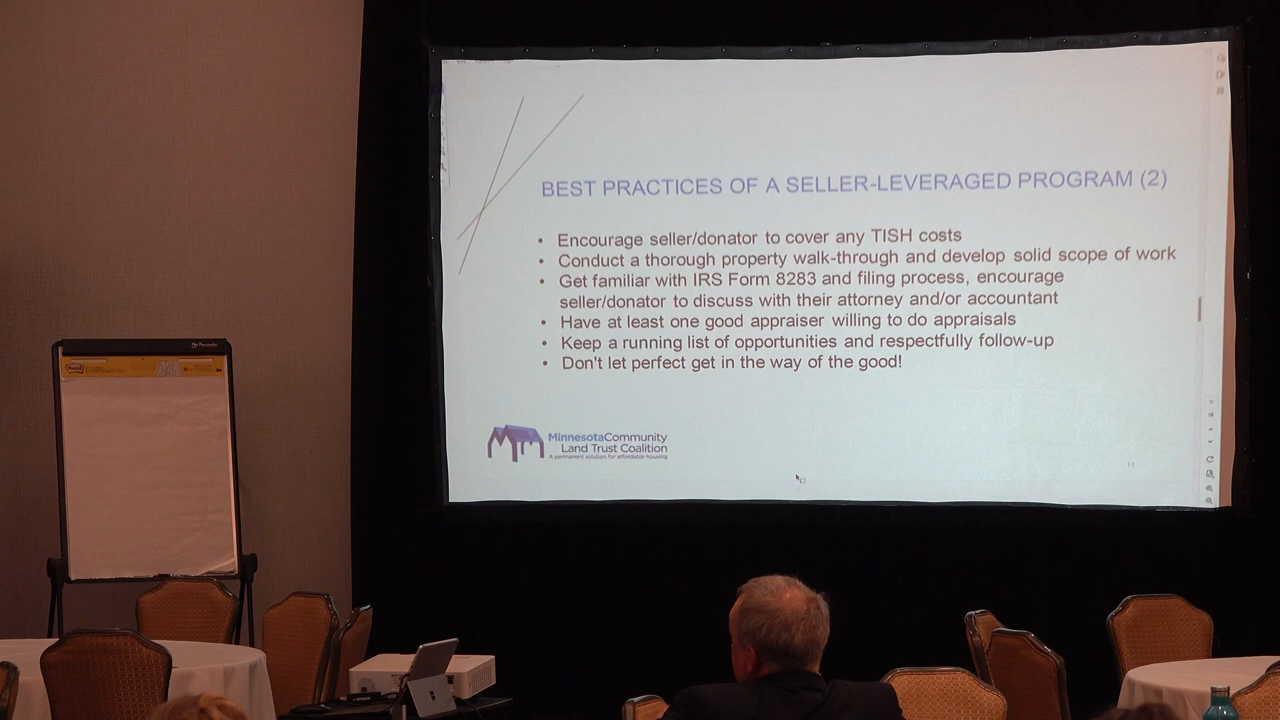 BEST PRACTICES OF A SELLER-LEVERAGED PROGRAM (2)
• Encourage seller/donator to cover any TISH costs
• Conduct a thorough property walk-through and develop solid scope of work
• Get familiar with IRS Form 8283 and filing process, encourage
seller/donator to discuss with their attorney and/or accountant
• Have at least one good appraiser willing to do appraisals
• Keep a running list of opportunities and respectfully follow-up
• Don't let perfect get in the way of the good!
MinnesotaCommunity
Land Trust Coalition
A permanent solution for affordable housing
11
Post-it